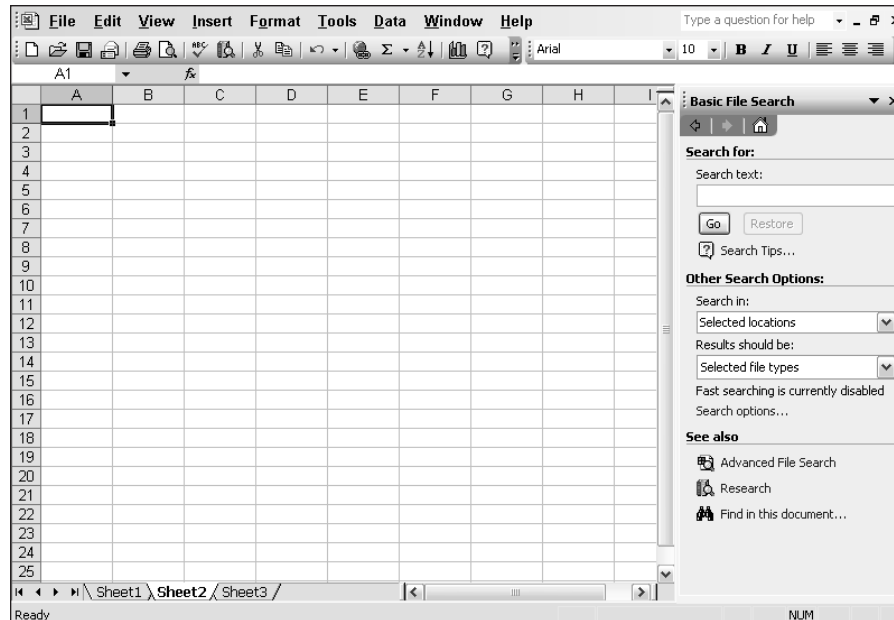 File Edit View Insert Format Tools Data Window Help Type a question for help
ABC Σ A Z Arial 10 B I U
A1 fx
A B C D E F G H I
1
2
3
4
5
6
7
8
9
10
11
12
13
14
15
16
17
18
19
20
21
22
23
24
25
Sheet1 Sheet2 Sheet3
Ready NUM
Basic File Search
Search for:
Search text:
Go Restore
Search Tips...
Other Search Options:
Search in:
Selected locations
Results should be:
Selected file types
Fast searching is currently disabled
Search options...
See also
Advanced File Search
Research
Find in this document...